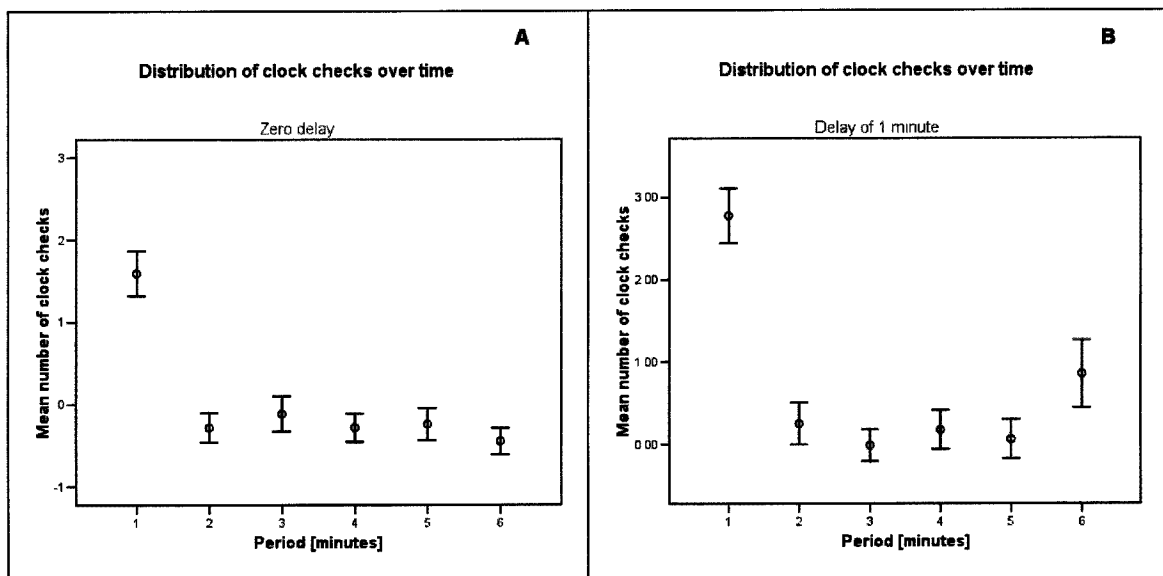 A
Distribution of clock checks over time
Zero delay
Mean number of clock checks
3
2
1
0
-1
1 2 3 4 5 6
Period [minutes]
B
Distribution of clock checks over time
Delay of 1 minute
Mean number of clock checks
3 00
2 00
1 00
0 00
1 2 3 4 5 6
Period [minutes]